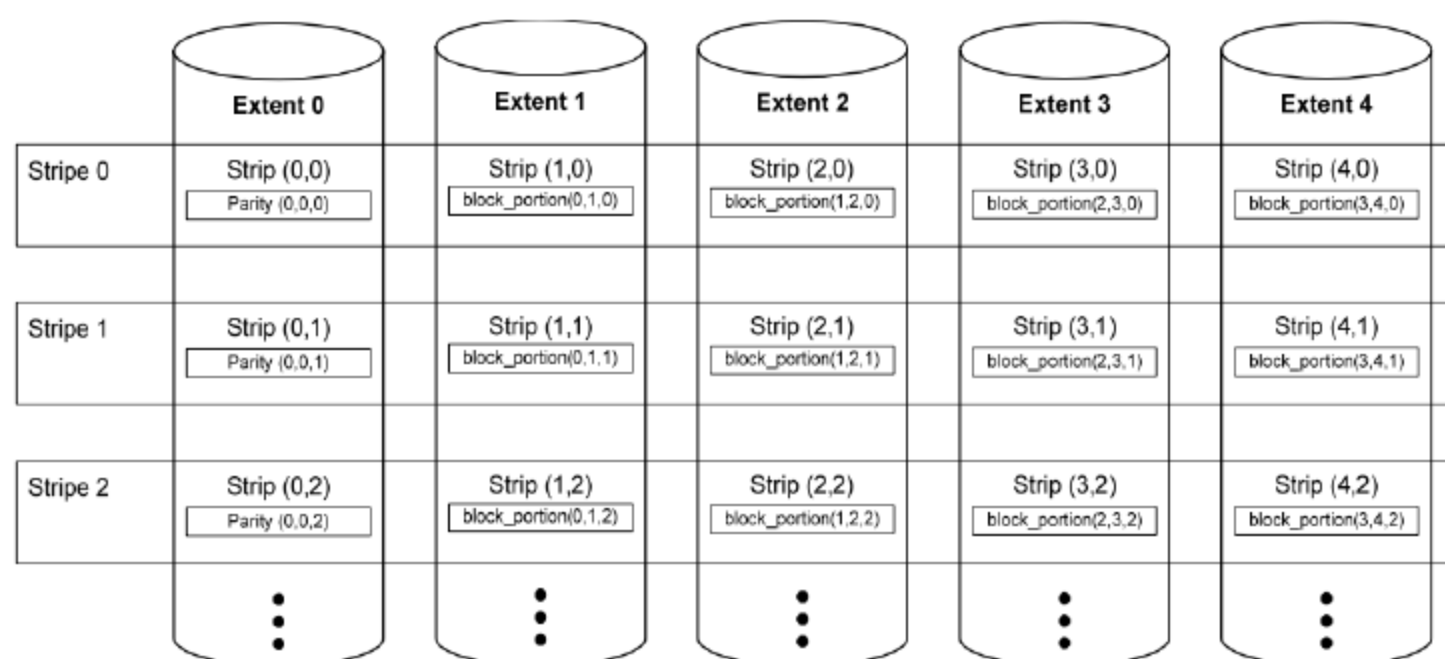 Extent 0 Extent 1 Extent 2 Extent 3 Extent 4
Stripe 0 Strip (0,0) Strip (1,0) Strip (2,0) Strip (3,0) Strip (4,0)
Parity (0,0,0) block_portion(0,1,0) block_portion(1,2,0) block_portion(2,3,0) block_portion(3,4,0)
Stripe 1 Strip (0,1) Strip (1,1) Strip (2,1) Strip (3,1) Strip (4,1)
Parity (0,0,1) block_portion(0,1,1) block_portion(1,2,1) block_portion(2,3,1) block_portion(3,4,1)
Stripe 2 Strip (0,2) Strip (1,2) Strip (2,2) Strip (3,2) Strip (4,2)
Parity (0,0,2) block_portion(0,1,2) block_portion(1,2,2) block_portion(2,3,2) block_portion(3,4,2)